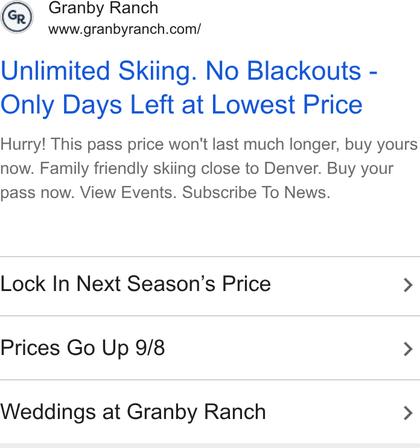 GR
Granby Ranch
www.granbyranch.com/
Unlimited Skiing. No Blackouts -
Only Days Left at Lowest Price
Hurry! This pass price won't last much longer, buy yours
now. Family friendly skiing close to Denver. Buy your
pass now. View Events. Subscribe To News.
Lock In Next Season’s Price
Prices Go Up 9/8
Weddings at Granby Ranch